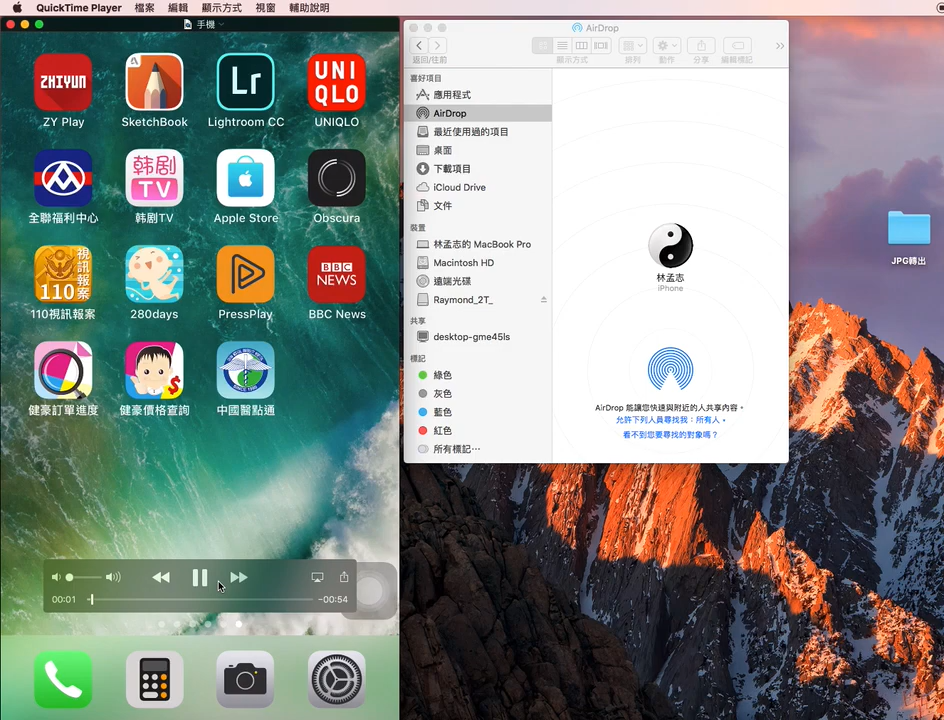 QuickTime Player 檔案 編輯 顯示方式 視窗 輔助說明
手機
ZHIYUN
Lr
UNI
QLO
ZY Play SketchBook Lightroom CC UNIQLO
韩剧
TV
全聯福利中心 韩剧TV Apple Store Obscura
視訊報案
110
BBC
NEWS
110視訊報案 280days PressPlay BBC News
$
健豪訂單進度 健豪價格查詢 中國醫點通
00:01 -00:54
AirDrop
返回/往前 顯示方式 排列 動作 分享 編輯標記
喜好項目
應用程式
AirDrop
最近使用過的項目
桌面
下載項目
iCloud Drive
文件
裝置
林孟志的 MacBook Pro
Macintosh HD
遠端光碟
Raymond_2T_
共享
desktop-gme45ls
標記
綠色
灰色
藍色
紅色
所有標記⋯
林孟志
iPhone
AirDrop 能讓您快速與附近的人共享內容。
允許下列人員尋找我：所有人。
看不到您要尋找的對象嗎？
JPG轉出